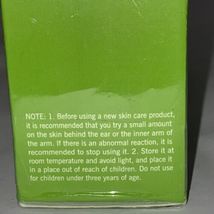 NOTE: 1. Before using a new skin care product,
it is recommended that you try a small amount
on the skin behind the ear or the inner arm of
the arm. If there is an abnormal reaction, it is
recommended to stop using it. 2. Store it at
room temperature and avoid light, and place it
in a place out of reach of children. Do not use
for children under three years of age.